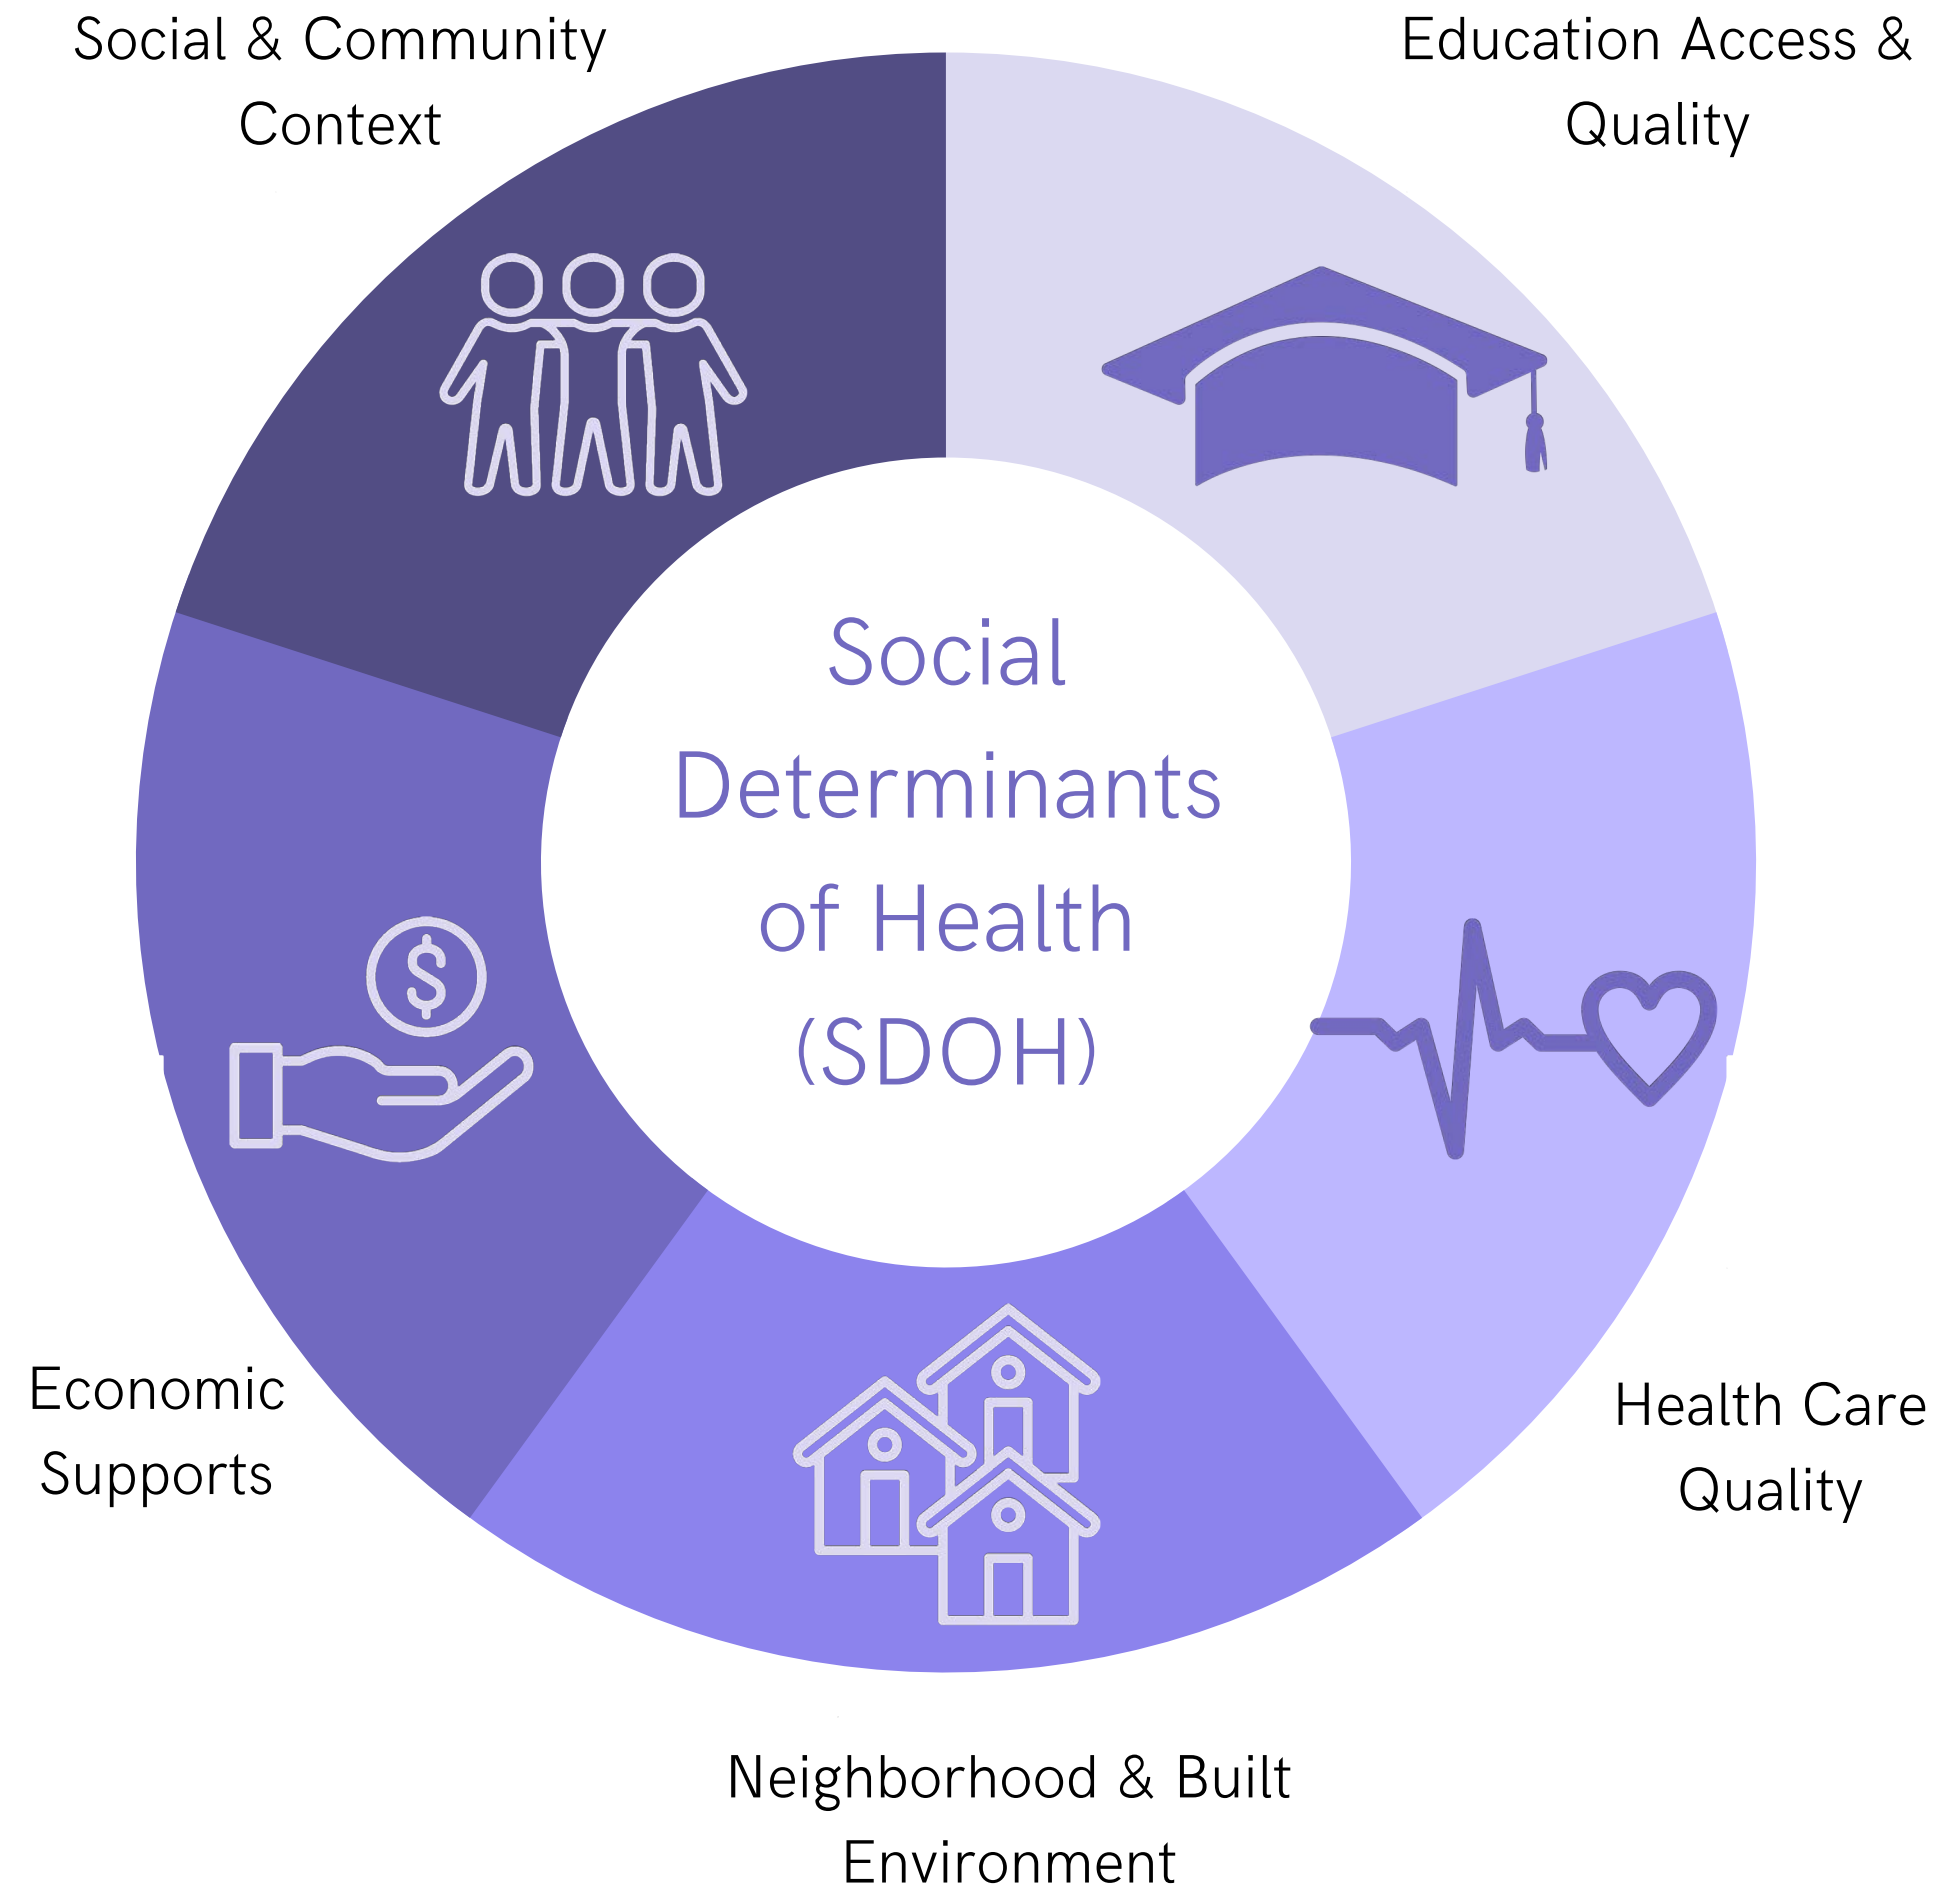 Social & Community
Context
Education Access &
Quality
Social
Determinants
of Health
(SDOH)
$
Economic
Supports
Health Care
Quality
Neighborhood & Built
Environment